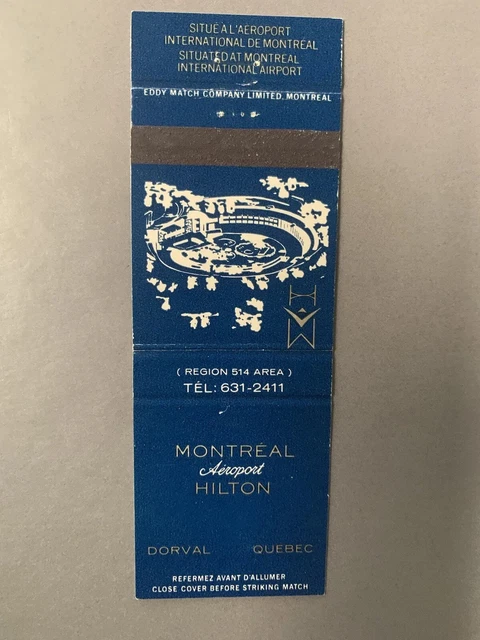 SITUÉ A L'AÉROPORT
INTERNATIONAL DE MONTRÉAL
SITUATED AT MONTREAL
INTERNATIONAL AIRPORT
EDDY MATCH COMPANY LIMITED, MONTREAL
( REGION 514 AREA )
TÉL: 631-2411
MONTRÉAL
Aéroport
HILTON
DORVAL QUEBEC
REFERMEZ AVANT D'ALLUMER
CLOSE COVER BEFORE STRIKING MATCH